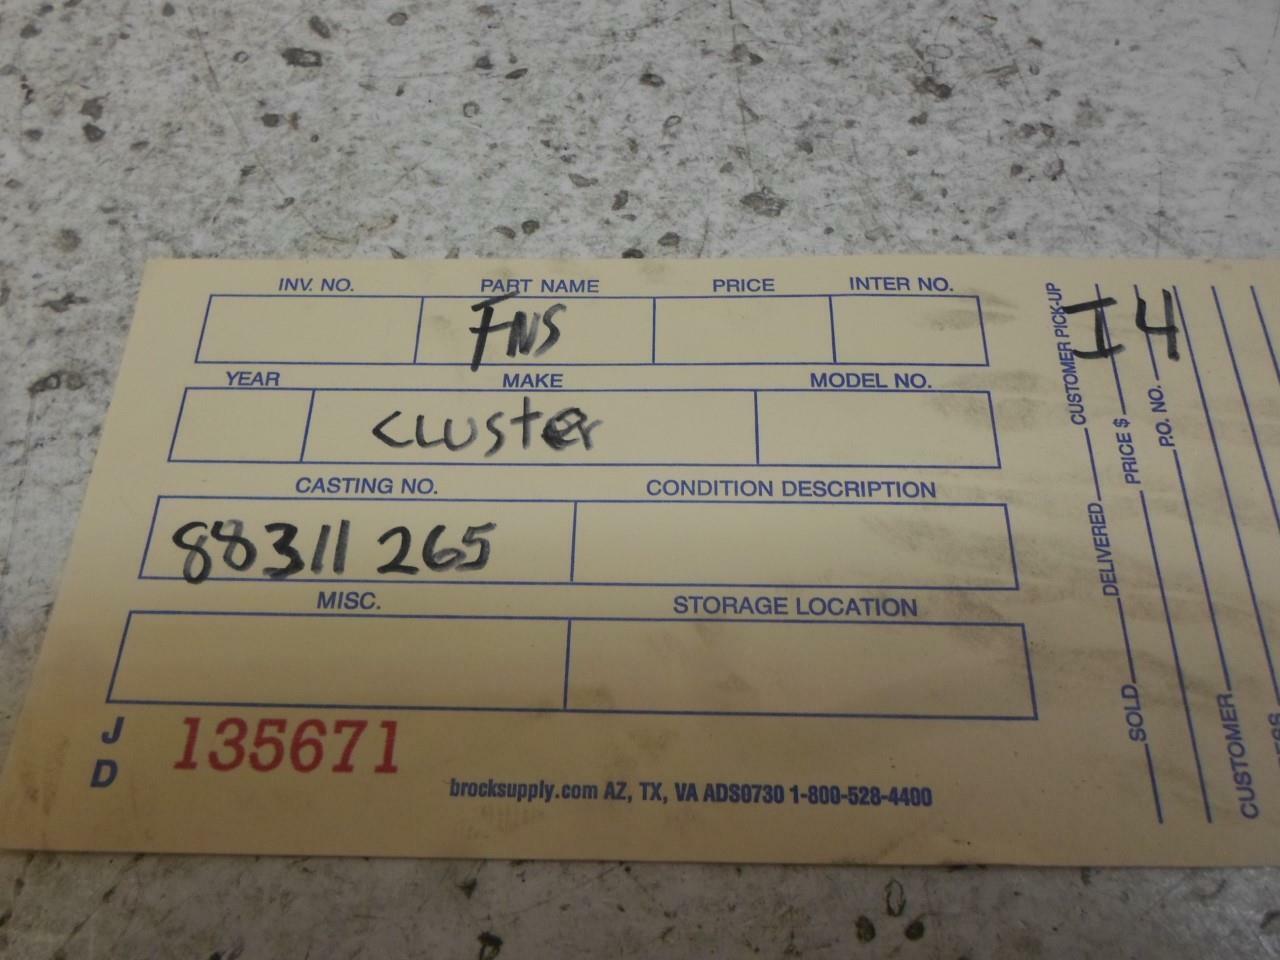 INV. NO. PART NAME PRICE INTER NO.
FNS
YEAR MAKE MODEL NO.
CLUSTER
CASTING NO. CONDITION DESCRIPTION
88311 265
MISC. STORAGE LOCATION
J
D
135671
brocksupply.com AZ, TX, VA ADS0730 1-800-528-4400
I4
SOLD DELIVERED CUSTOMER PICK-UP
PRICE $
P.O. NO.
CUSTOMER